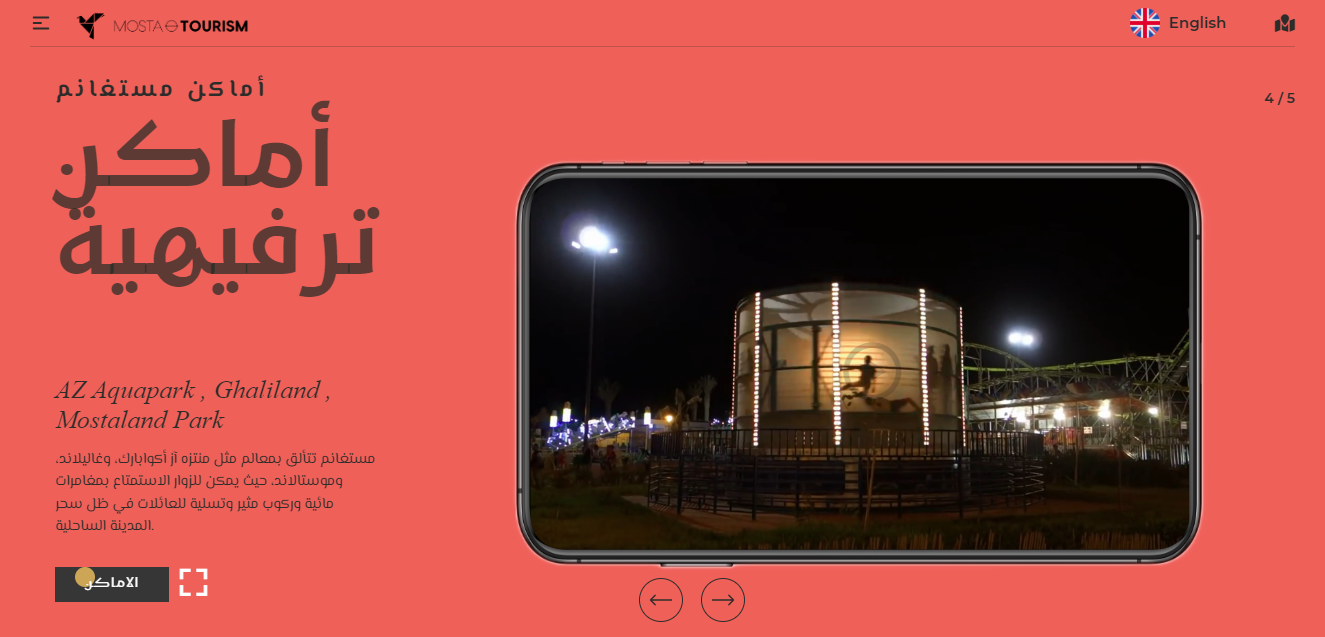 MOSTA TOURISM
English
أماكن مستغانم
4 / 5
أماكن
ترفيهية
AZ Aquapark , Ghaliland ,
Mostaland Park
مستغانم تتألق بمعالم مثل منتزه آز أكوابارك، وغاليلاند،
وموستالاند، حيث يمكن للزوار الاستمتاع بمغامرات
مائية وركوب مثير وتسلية للعائلات في ظل سحر
المدينة الساحلية.
الاماكن